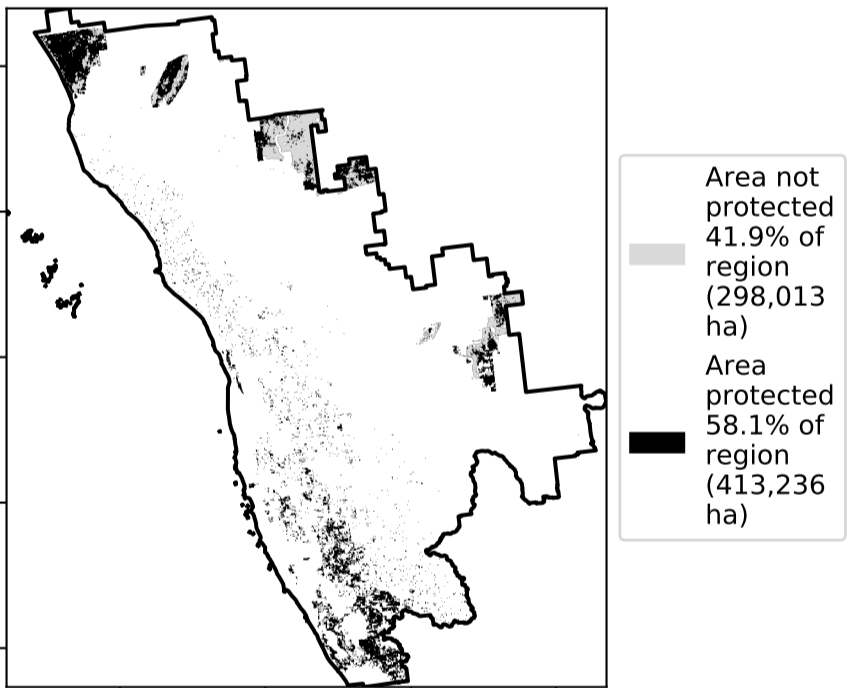 Area not
protected
41.9% of
region
(298,013
ha)
Area
protected
58.1% of
region
(413,236
ha)